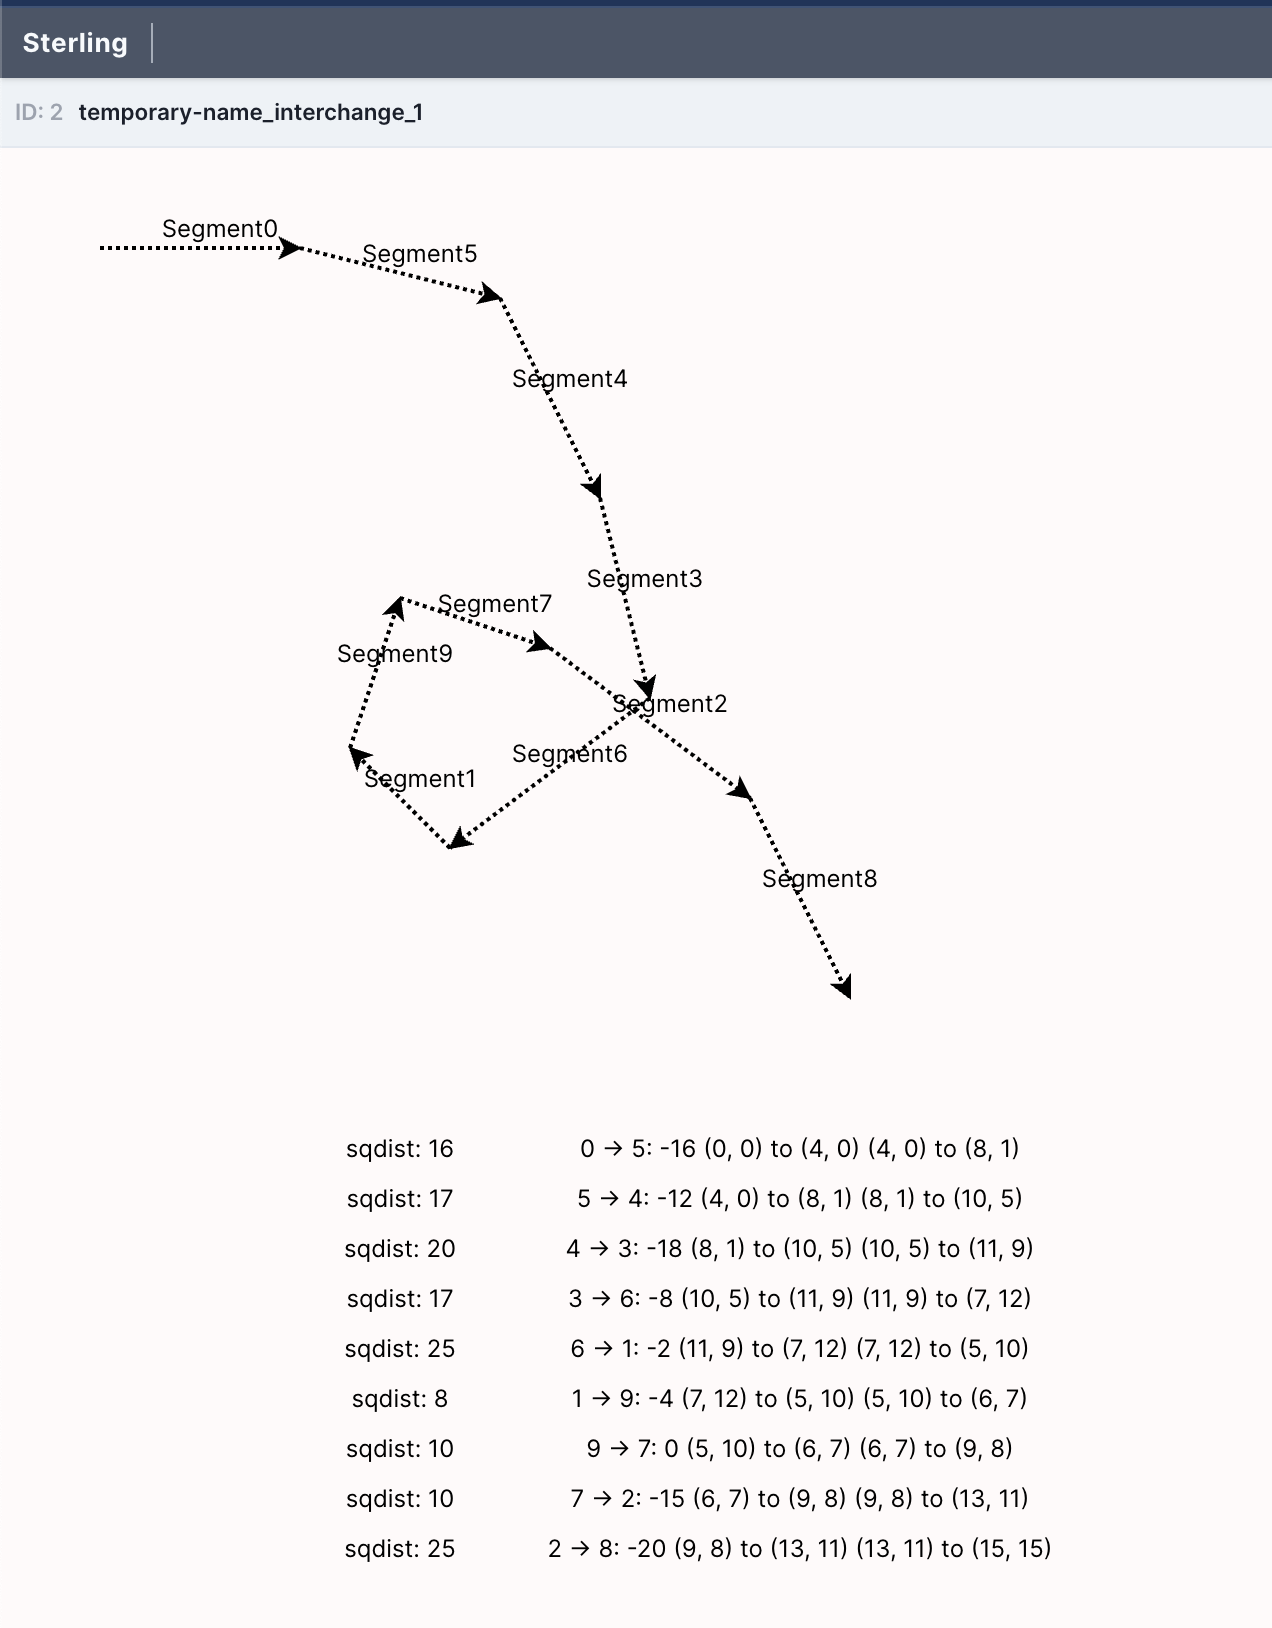 Sterling
ID: 2 temporary-name_interchange_1
Segment0
Segment5
Segment4
Segment3
Segment7
Segment9
Segment2
Segment6
Segment1
Segment8
sqdist: 16 0 → 5: -16 (0, 0) to (4, 0) (4, 0) to (8, 1)
sqdist: 17 5 → 4: -12 (4, 0) to (8, 1) (8, 1) to (10, 5)
sqdist: 20 4 → 3: -18 (8, 1) to (10, 5) (10, 5) to (11, 9)
sqdist: 17 3 → 6: -8 (10, 5) to (11, 9) (11, 9) to (7, 12)
sqdist: 25 6 → 1: -2 (11, 9) to (7, 12) (7, 12) to (5, 10)
sqdist: 8 1 → 9: -4 (7, 12) to (5, 10) (5, 10) to (6, 7)
sqdist: 10 9 → 7: 0 (5, 10) to (6, 7) (6, 7) to (9, 8)
sqdist: 10 7 → 2: -15 (6, 7) to (9, 8) (9, 8) to (13, 11)
sqdist: 25 2 → 8: -20 (9, 8) to (13, 11) (13, 11) to (15, 15)